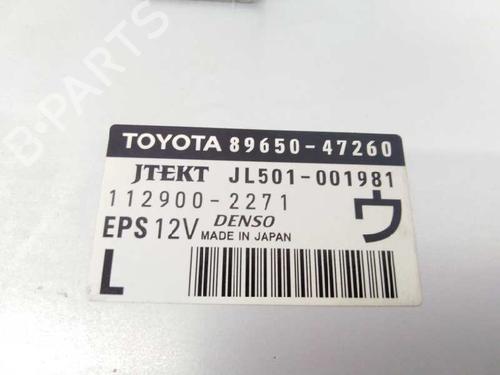 B-PARTS
TOYOTA 89650-47260
JTEKT JL501-001981
112900-2271
DENSO
EPS 12V MADE IN JAPAN
ウ
L